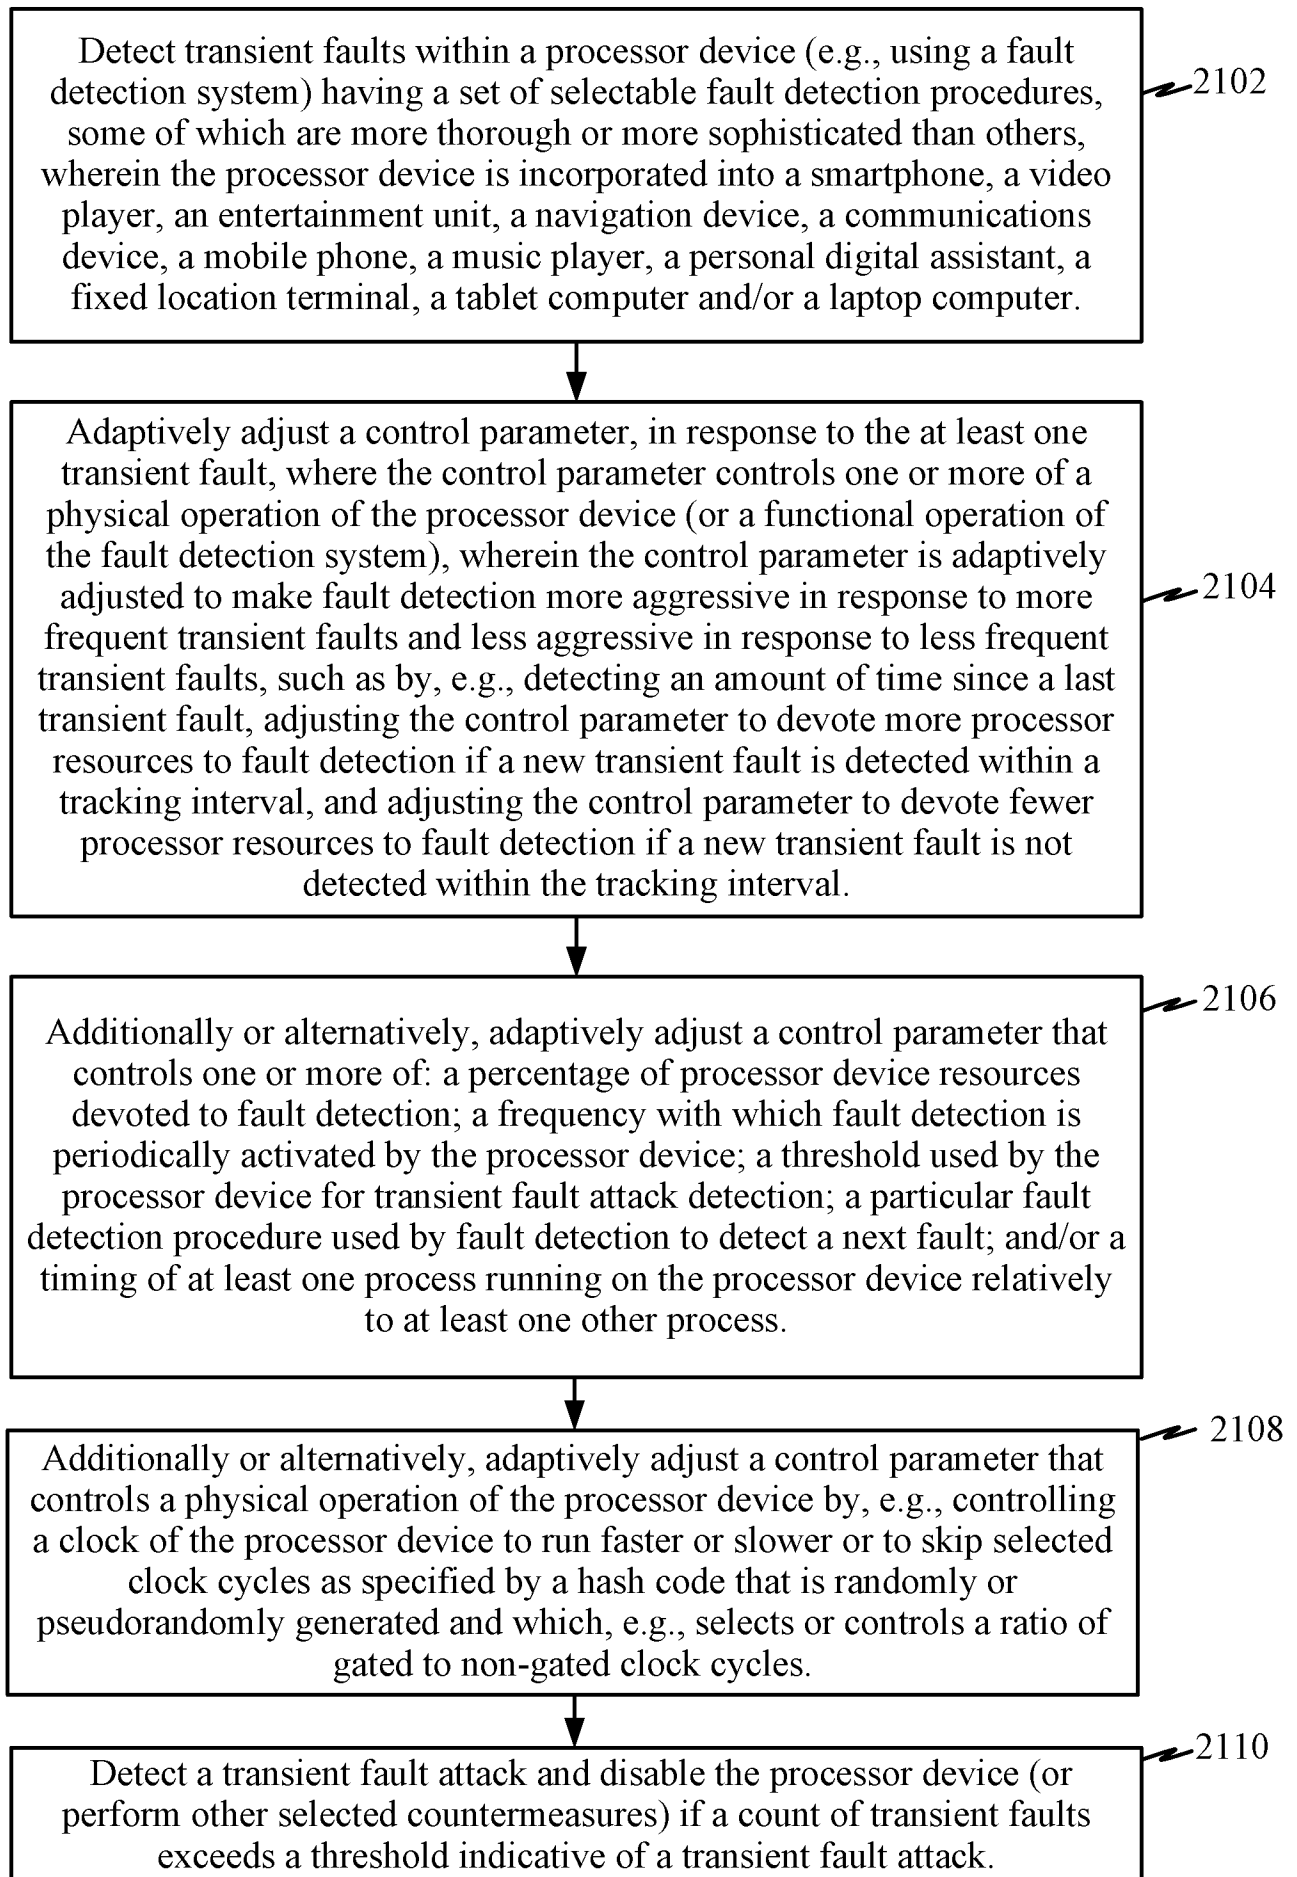 Detect transient faults within a processor device (e.g., using a fault
detection system) having a set of selectable fault detection procedures,
some of which are more thorough or more sophisticated than others,
wherein the processor device is incorporated into a smartphone, a video
player, an entertainment unit, a navigation device, a communications
device, a mobile phone, a music player, a personal digital assistant, a
fixed location terminal, a tablet computer and/or a laptop computer.
2102
Adaptively adjust a control parameter, in response to the at least one
transient fault, where the control parameter controls one or more of a
physical operation of the processor device (or a functional operation of
the fault detection system), wherein the control parameter is adaptively
adjusted to make fault detection more aggressive in response to more
frequent transient faults and less aggressive in response to less frequent
transient faults, such as by, e.g., detecting an amount of time since a last
transient fault, adjusting the control parameter to devote more processor
resources to fault detection if a new transient fault is detected within a
tracking interval, and adjusting the control parameter to devote fewer
processor resources to fault detection if a new transient fault is not
detected within the tracking interval.
2104
Additionally or alternatively, adaptively adjust a control parameter that
controls one or more of: a percentage of processor device resources
devoted to fault detection; a frequency with which fault detection is
periodically activated by the processor device; a threshold used by the
processor device for transient fault attack detection; a particular fault
detection procedure used by fault detection to detect a next fault; and/or a
timing of at least one process running on the processor device relatively
to at least one other process.
2106
Additionally or alternatively, adaptively adjust a control parameter that
controls a physical operation of the processor device by, e.g., controlling
a clock of the processor device to run faster or slower or to skip selected
clock cycles as specified by a hash code that is randomly or
pseudorandomly generated and which, e.g., selects or controls a ratio of
gated to non-gated clock cycles.
2108
Detect a transient fault attack and disable the processor device (or
perform other selected countermeasures) if a count of transient faults
exceeds a threshold indicative of a transient fault attack.
2110